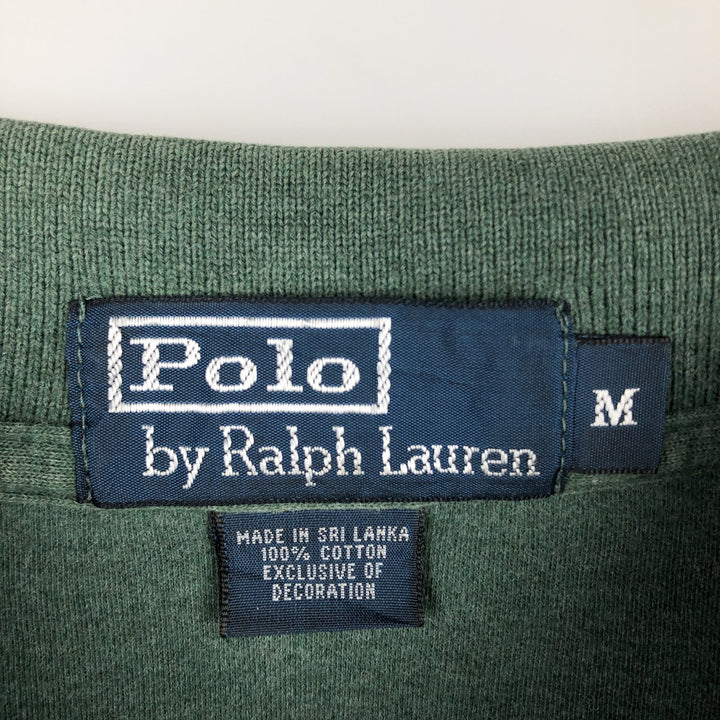 Polo
by Ralph Lauren
M
MADE IN SRI LANKA
100% COTTON
EXCLUSIVE OF
DECORATION